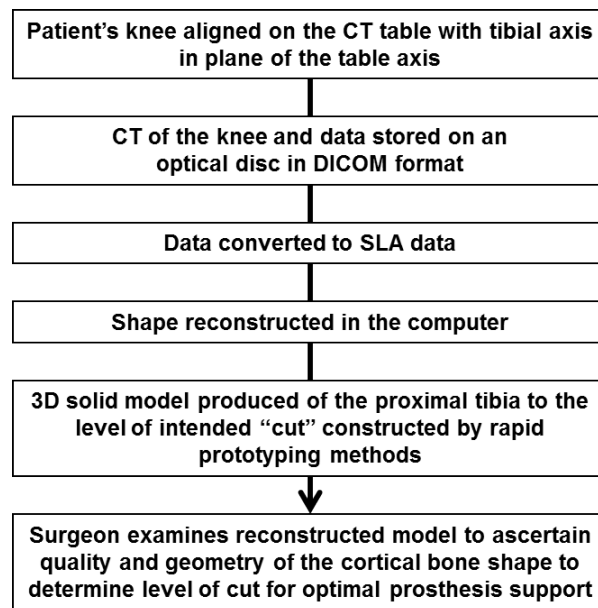 Patient's knee aligned on the CT table with tibial axis
in plane of the table axis
CT of the knee and data stored on an
optical disc in DICOM format
Data converted to SLA data
Shape reconstructed in the computer
3D solid model produced of the proximal tibia to the
level of intended “cut” constructed by rapid
prototyping methods
Surgeon examines reconstructed model to ascertain
quality and geometry of the cortical bone shape to
determine level of cut for optimal prosthesis support